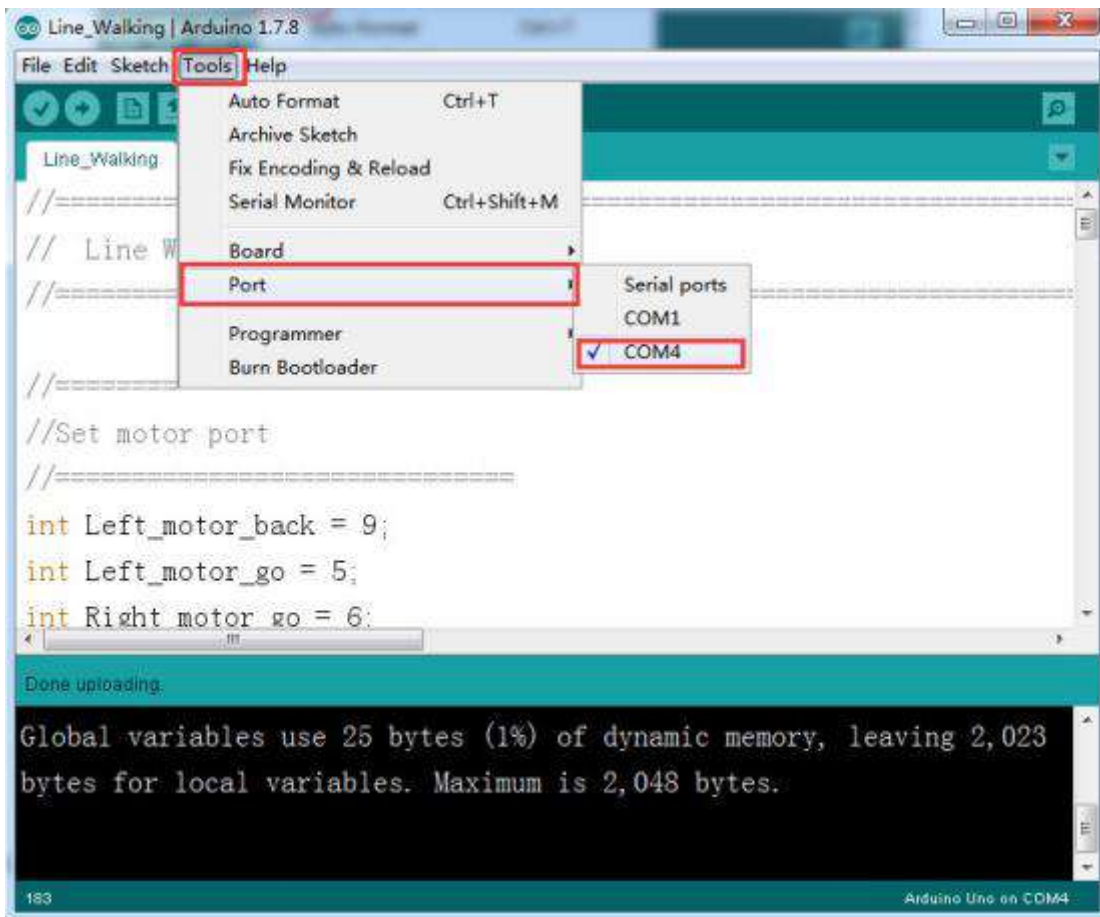 Line_Walking | Arduino 1.7.8
File Edit Sketch Tools Help
Auto Format Ctrl+T
Archive Sketch
Line_Walking
Fix Encoding & Reload
Serial Monitor Ctrl+Shift+M
//==========
// Line W
Board
Port
Serial ports
COM1
COM4
//==========
Programmer
Burn Bootloader
//==========
//Set motor port
//==============================
int Left_motor_back = 9;
int Left_motor_go = 5;
int Right_motor_go = 6;
Done uploading.
Global variables use 25 bytes (1%) of dynamic memory, leaving 2,023
bytes for local variables. Maximum is 2,048 bytes.
183
Arduino Uno on COM4